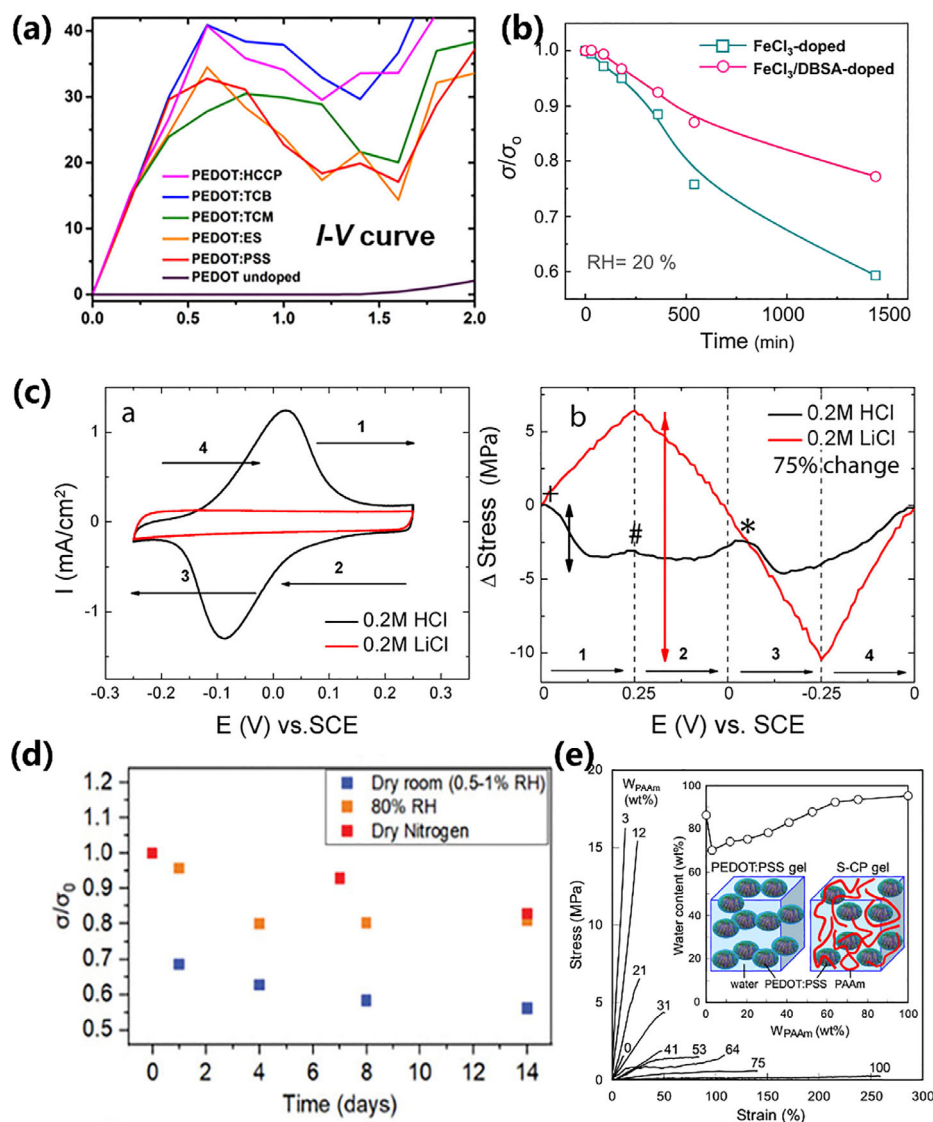 (a)
40
30
20
10
0
PEDOT:HCCP
PEDOT:TCB
PEDOT:TCM
PEDOT:ES
PEDOT:PSS
PEDOT undoped
I-V curve
0.0 0.5 1.0 1.5 2.0
(b)
1.0
0.9
0.8
0.7
0.6
σ/σo
FeCl3-doped
FeCl3/DBSA-doped
RH= 20 %
0 500 1000 1500
Time (min)
(c)
a
1
0
-1
I (mA/cm²)
4
1
3
2
0.2M HCl
0.2M LiCl
-0.3 -0.2 -0.1 0.0 0.1 0.2 0.3
E (V) vs.SCE
b
10
5
0
-5
-10
Δ Stress (MPa)
0.2M HCl
0.2M LiCl
75% change
+
#
*
1 2 3 4
0 0.25 0 -0.25 0
E (V) vs. SCE
(d)
1.2
1.1
1.0
0.9
0.8
0.7
0.6
0.5
σ/σ0
Dry room (0.5-1% RH)
80% RH
Dry Nitrogen
0 2 4 6 8 10 12 14
Time (days)
(e)
20
15
10
5
0
Stress (MPa)
WPAAm
(wt%)
3
12
21
31
0
41
53
64
75
100
0 50 100 150 200 250 300
Strain (%)
100
80
60
40
20
0
Water content (wt%)
PEDOT:PSS gel
S-CP gel
water
PEDOT:PSS
PAAm
0 20 40 60 80 100
WPAAm (wt%)